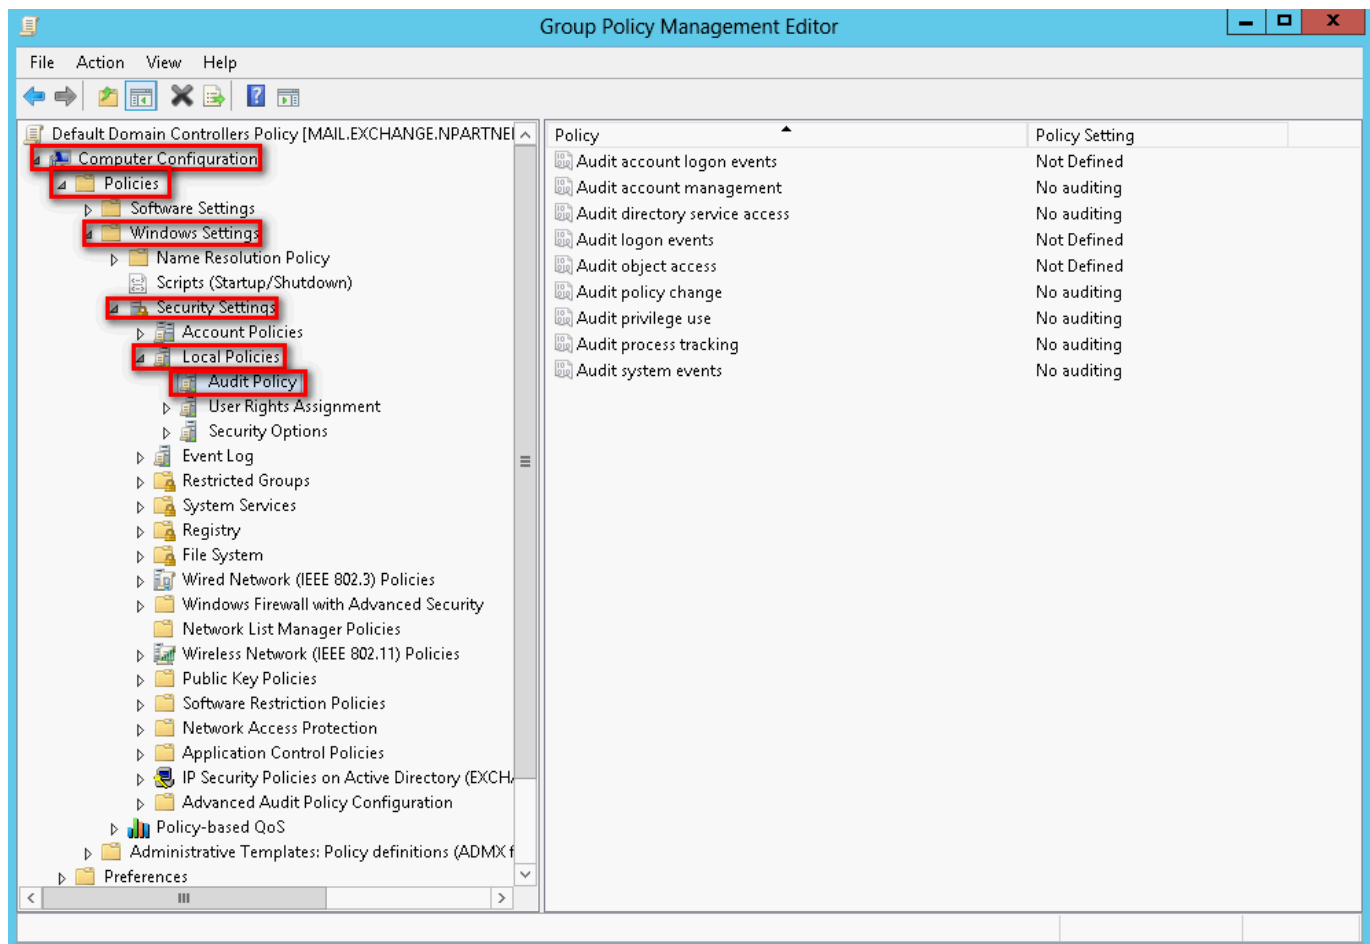 Group Policy Management Editor
File Action View Help
Default Domain Controllers Policy [MAIL.EXCHANGE.NPARTNE
Computer Configuration
Policies
Software Settings
Windows Settings
Name Resolution Policy
Scripts (Startup/Shutdown)
Security Settings
Account Policies
Local Policies
Audit Policy
User Rights Assignment
Security Options
Event Log
Restricted Groups
System Services
Registry
File System
Wired Network (IEEE 802.3) Policies
Windows Firewall with Advanced Security
Network List Manager Policies
Wireless Network (IEEE 802.11) Policies
Public Key Policies
Software Restriction Policies
Network Access Protection
Application Control Policies
IP Security Policies on Active Directory (EXCH
Advanced Audit Policy Configuration
Policy-based QoS
Administrative Templates: Policy definitions (ADMX f
Preferences
Policy Policy Setting
Audit account logon events Not Defined
Audit account management No auditing
Audit directory service access No auditing
Audit logon events Not Defined
Audit object access Not Defined
Audit policy change No auditing
Audit privilege use No auditing
Audit process tracking No auditing
Audit system events No auditing